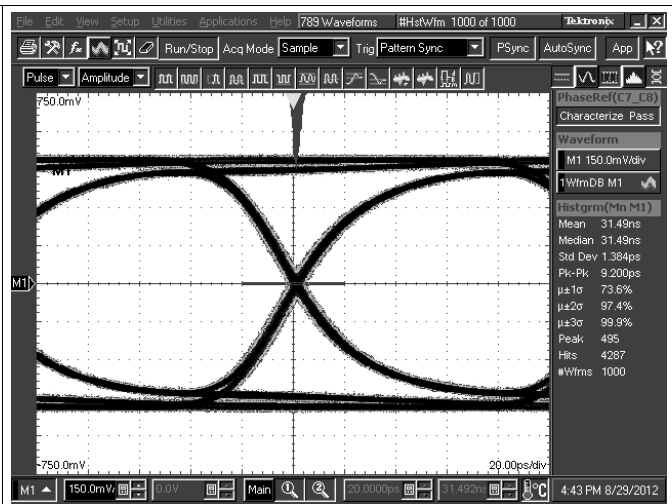 File Edit View Setup Utilities Applications Help 789 Waveforms #HstWfm 1000 of 1000 Tektronix
Run/Stop Acq Mode Sample Trig Pattern Sync PSync AutoSync App
Pulse Amplitude
750.0mV
PhaseRef(C7_C8)
Characterize Pass
Waveform
M1 150.0mV/div
1WfmDB M1
Histgrm(Mn M1)
Mean 31.49ns
Median 31.49ns
Std Dev 1.384ps
Pk-Pk 9.200ps
µ±1σ 73.6%
µ±2σ 97.4%
µ±3σ 99.9%
Peak 495
Hits 4287
#Wfms 1000
M1
M1
-750.0mV
20.00ps/div
M1 150.0mV/ 0.0V Main 1 2 20.0000ps 31.492ns °C 4:43 PM 8/29/2012